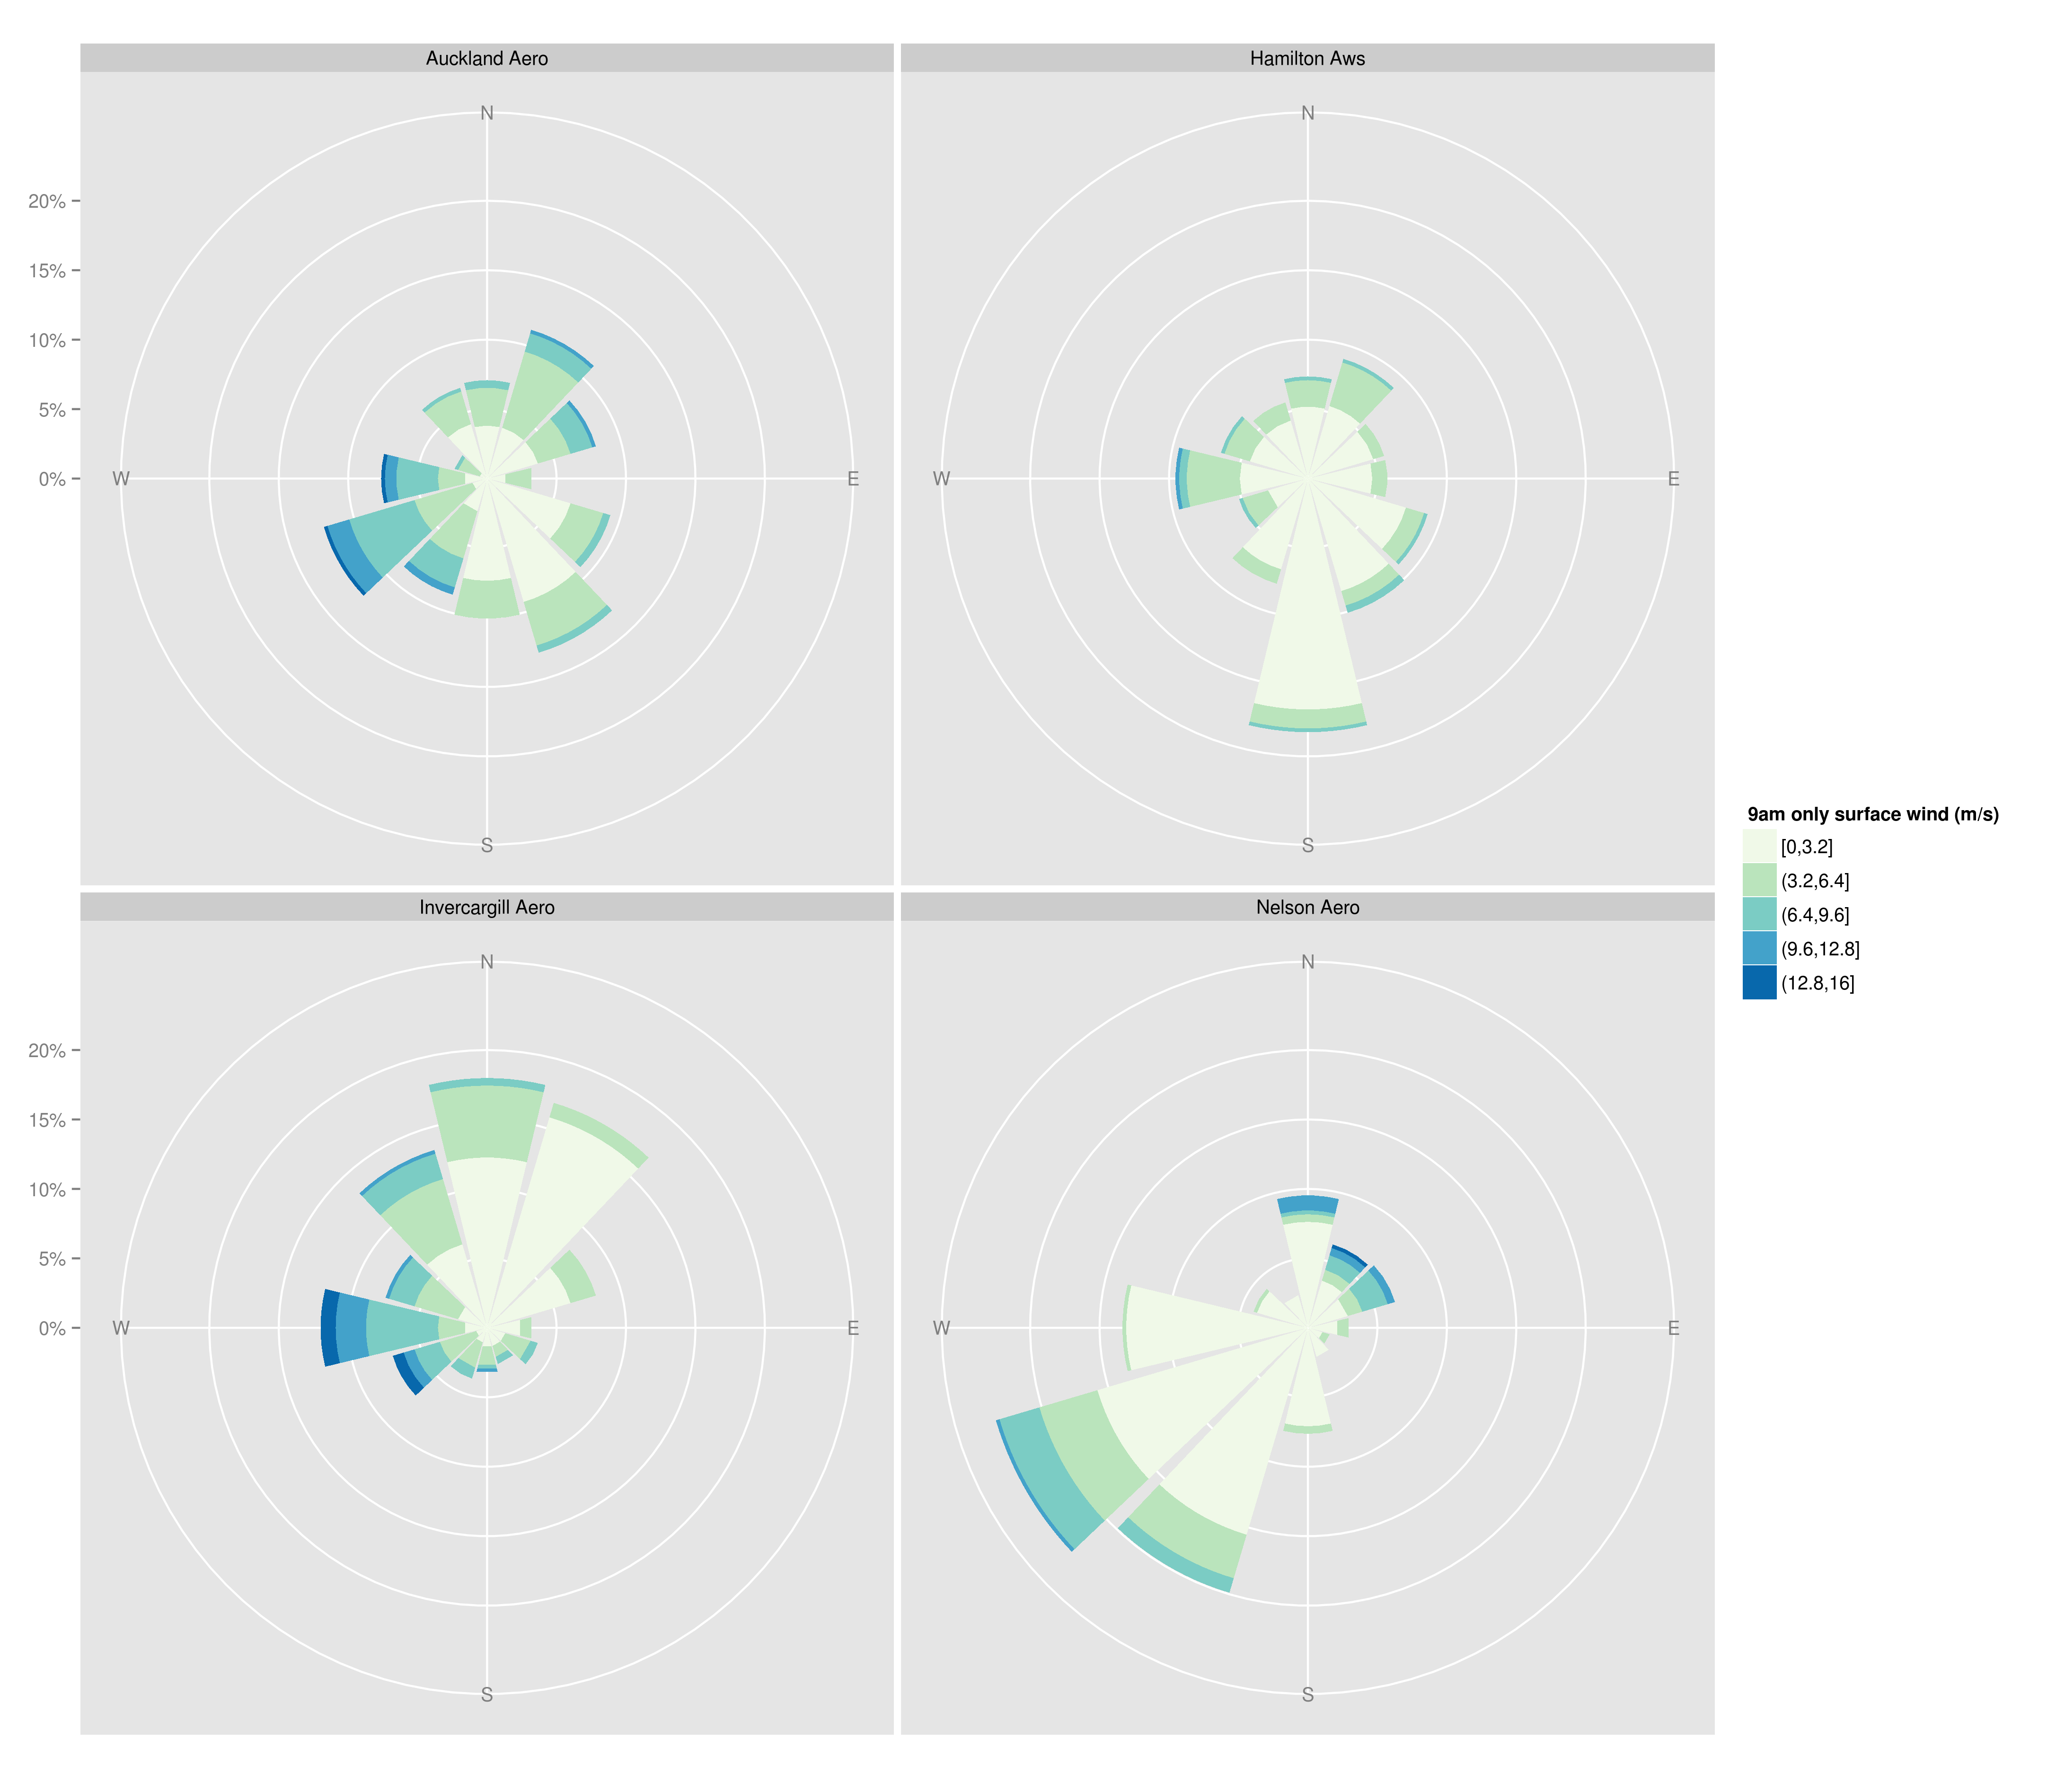 Auckland Aero
Hamilton Aws
N
N
20%
15%
10%
5%
0%
W
E
W
E
S
S
9am only surface wind (m/s)
[0,3.2]
(3.2,6.4]
(6.4,9.6]
(9.6,12.8]
(12.8,16]
Invercargill Aero
Nelson Aero
N
N
20%
15%
10%
5%
0%
W
E
W
E
S
S